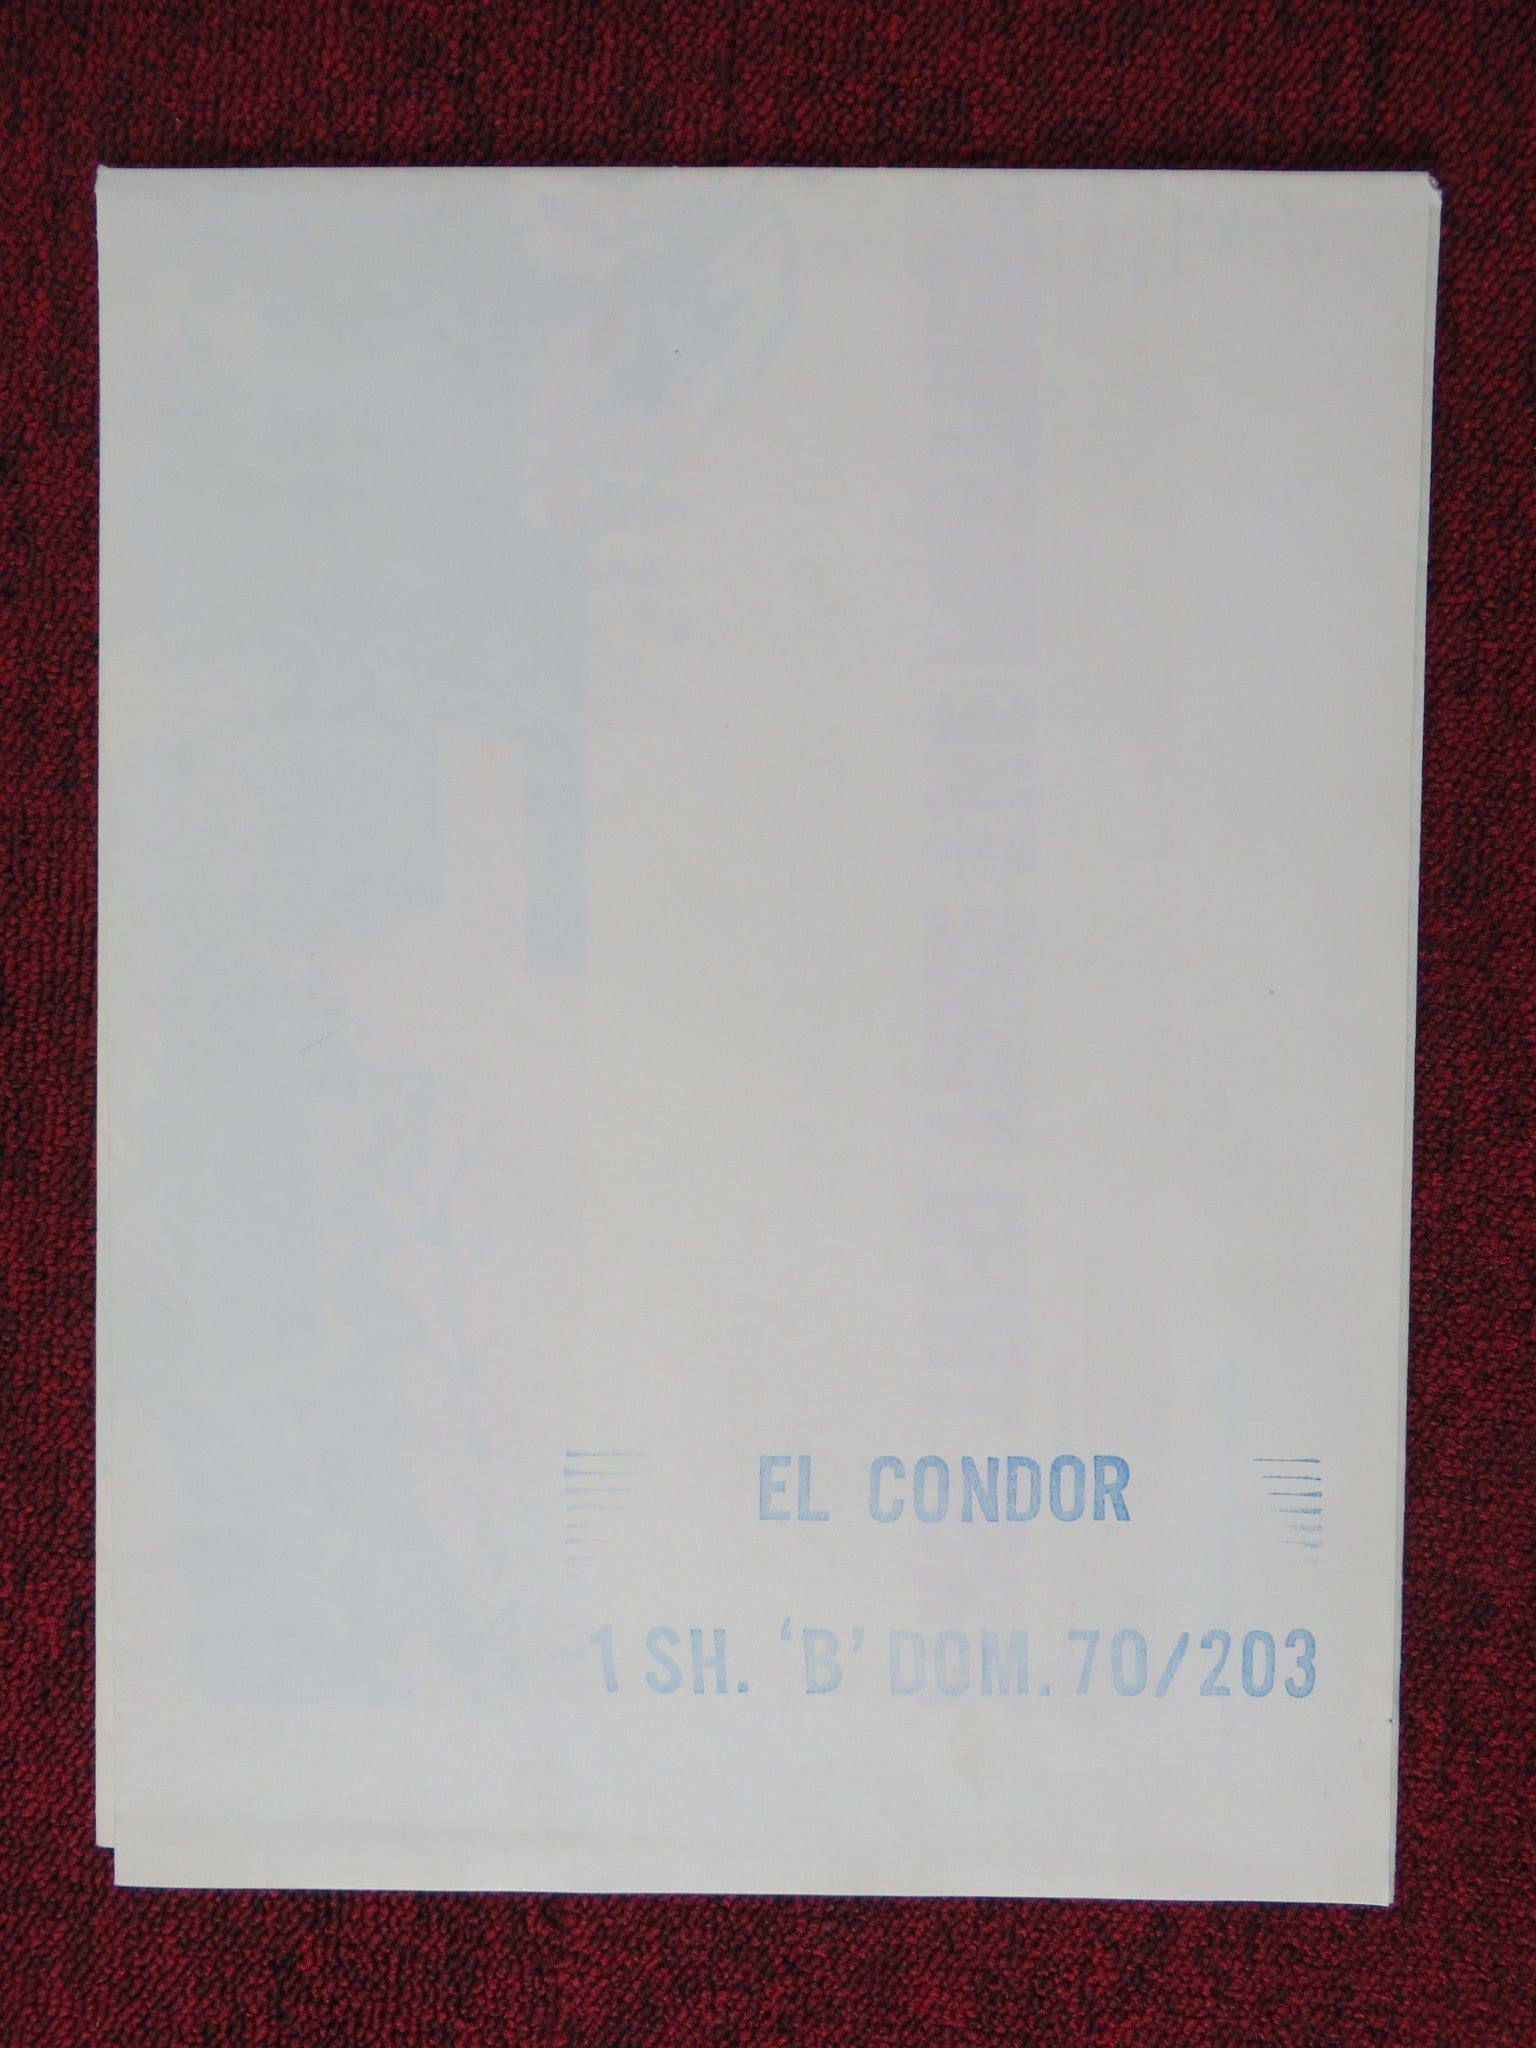 EL CONDOR
1 SH. 'B' DOM. 70/203